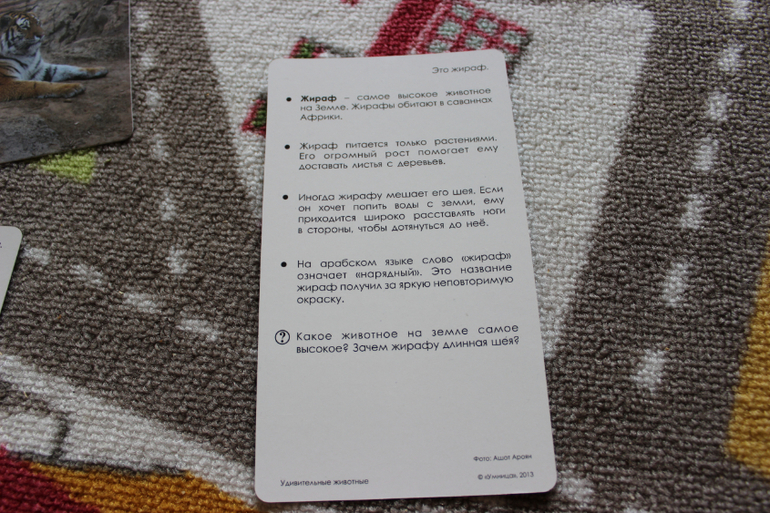 Это жираф.
• Жираф – самое высокое животное
на Земле. Жирафы обитают в саваннах
Африки.
• Жираф питается только растениями.
Его огромный рост помогает ему
доставать листья с деревьев.
• Иногда жирафу мешает его шея. Если
он хочет попить воды с земли, ему
приходится широко расставлять ноги
в стороны, чтобы дотянуться до неё.
• На арабском языке слово «жираф»
означает «нарядный». Это название
жираф получил за яркую неповторимую
окраску.
? Какое животное на земле самое
высокое? Зачем жирафу длинная шея?
Фото: Ашот Ароян
Удивительные животные
© «Умница», 2013